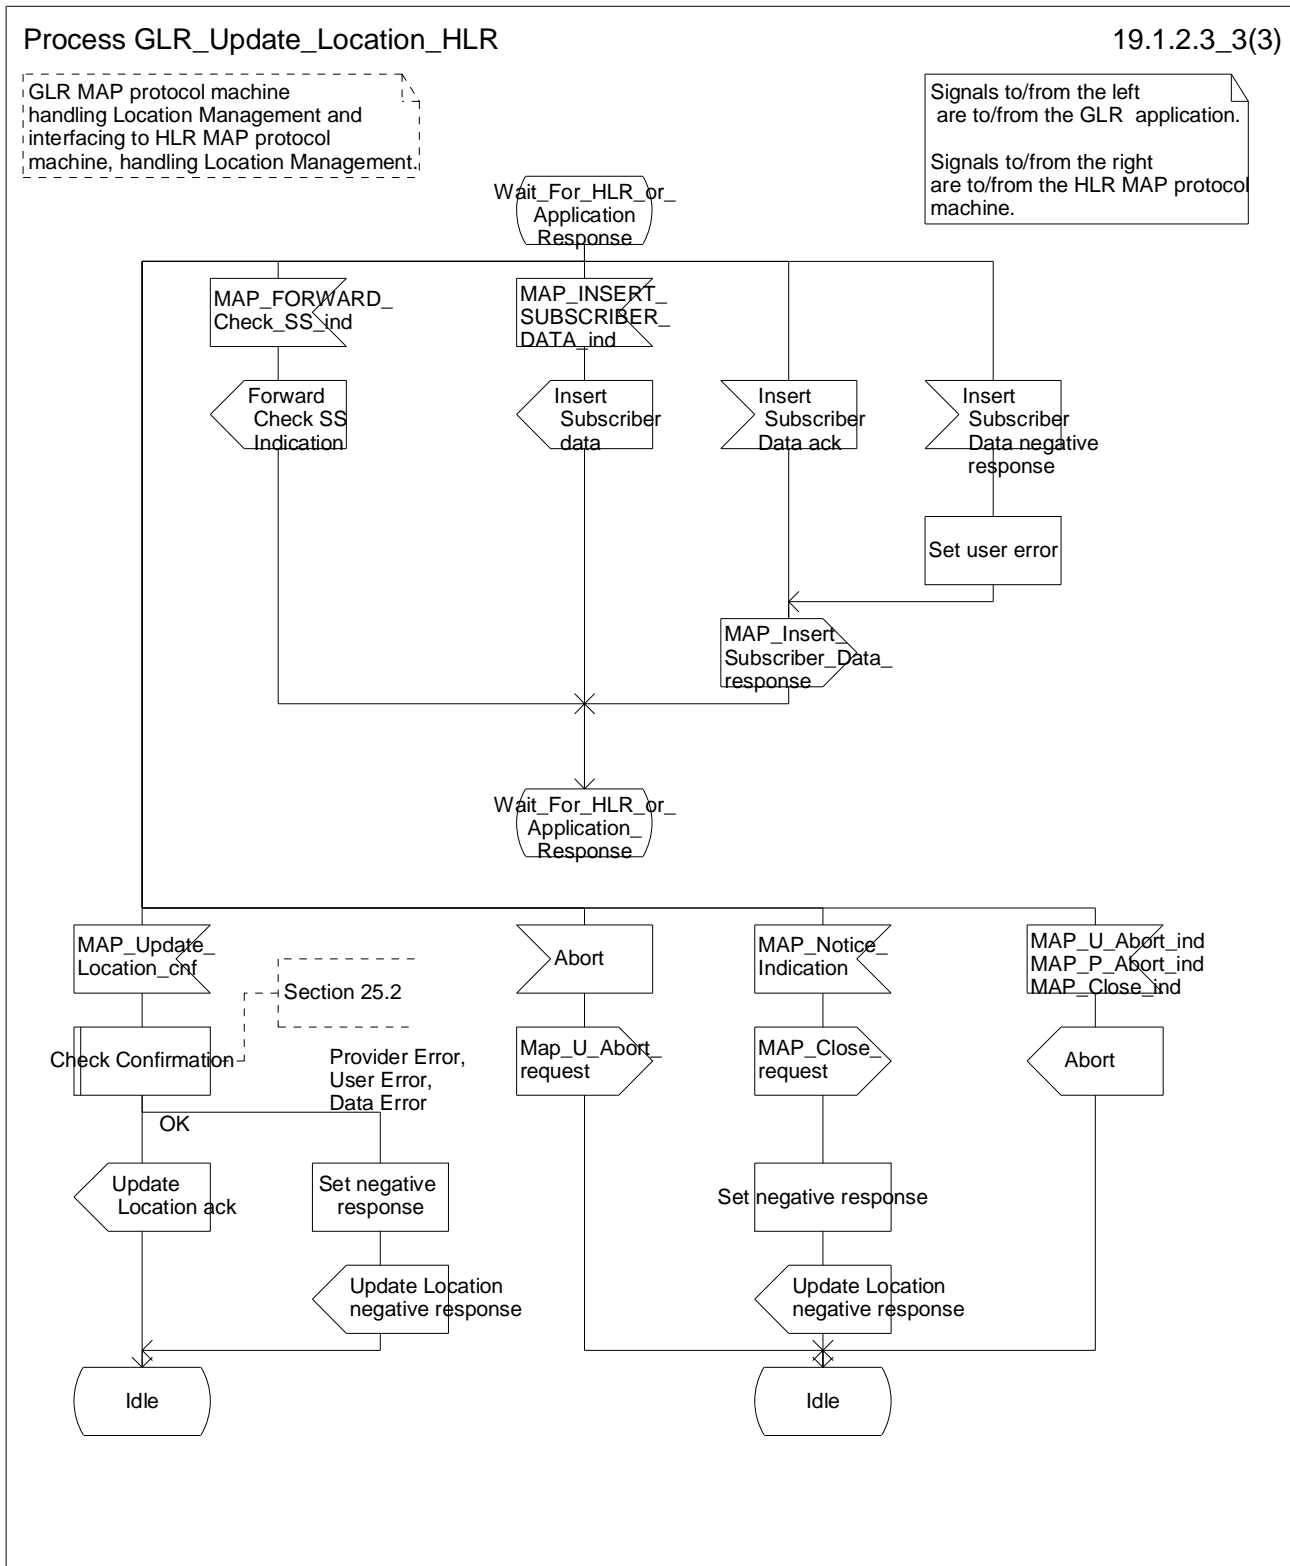 Process GLR_Update_Location_HLR
19.1.2.3_3(3)
GLR MAP protocol machine
handling Location Management and
interfacing to HLR MAP protocol
machine, handling Location Management.
Signals to/from the left
are to/from the GLR application.
Signals to/from the right
are to/from the HLR MAP protocol
machine.
Wait_For_HLR_or_
Application
Response
MAP_FORWARD_
Check_SS_ind
MAP_INSERT_
SUBSCRIBER_
DATA_ind
Forward
Check SS
Indication
Insert
Subscriber
data
Insert
Subscriber
Data ack
Insert
Subscriber
Data negative
response
Set user error
MAP_Insert_
Subscriber_Data_
response
Wait_For_HLR_or_
Application_
Response
MAP_Update_
Location_cnf
Abort
MAP_Notice_
Indication
MAP_U_Abort_ind
MAP_P_Abort_ind
MAP_Close_ind
Section 25.2
Check Confirmation
Provider Error,
User Error,
Data Error
Map_U_Abort_
request
MAP_Close_
request
Abort
OK
Update
Location ack
Set negative
response
Set negative response
Update Location
negative response
Update Location
negative response
Idle
Idle